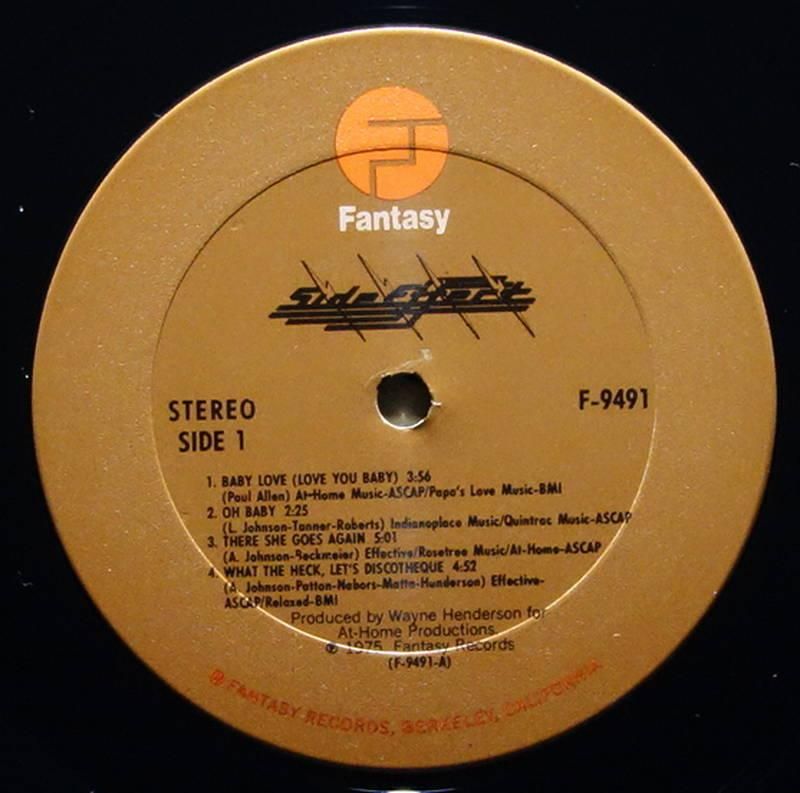 Fantasy
Side Effect
STEREO
SIDE 1
F-9491
1. BABY LOVE (LOVE YOU BABY) 3:56
(Paul Allen) At-Home Music-ASCAP/Papa's Love Music-BMI
2. OH BABY 2:25
(L. Johnson-Tanner-Roberts) Indianoplace Music/Quintrac Music-ASCAP
3. THERE SHE GOES AGAIN 5:01
(A. Johnson-Beckmeier) Effective/Rosetree Music/At-Home-ASCAP
4. WHAT THE HECK, LET'S DISCOTHEQUE 4:52
(A. Johnson-Patton-Nabors-Matta-Hunderson) Effective-
ASCAP/Relaxed-BMI
Produced by Wayne Henderson for
At-Home Productions.
℗ 1975, Fantasy Records
(F-9491-A)
® FANTASY RECORDS, BERKELEY, CALIFORNIA